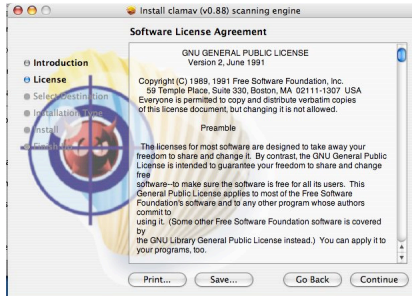 Install clamav (v0.88) scanning engine
Software License Agreement
Introduction
License
Select Destination
Installation Type
Install
GNU GENERAL PUBLIC LICENSE
Version 2, June 1991
Copyright (C) 1989, 1991 Free Software Foundation, Inc.
59 Temple Place, Suite 330, Boston, MA 02111-1307 USA
Everyone is permitted to copy and distribute verbatim copies
of this license document, but changing it is not allowed.
Preamble
The licenses for most software are designed to take away your
freedom to share and change it. By contrast, the GNU General Public
License is intended to guarantee your freedom to share and change
free
software--to make sure the software is free for all its users. This
General Public License applies to most of the Free Software
Foundation's software and to any other program whose authors
commit to
using it. (Some other Free Software Foundation software is covered
by
the GNU Library General Public License instead.) You can apply it to
your programs, too.
Print... Save... Go Back Continue